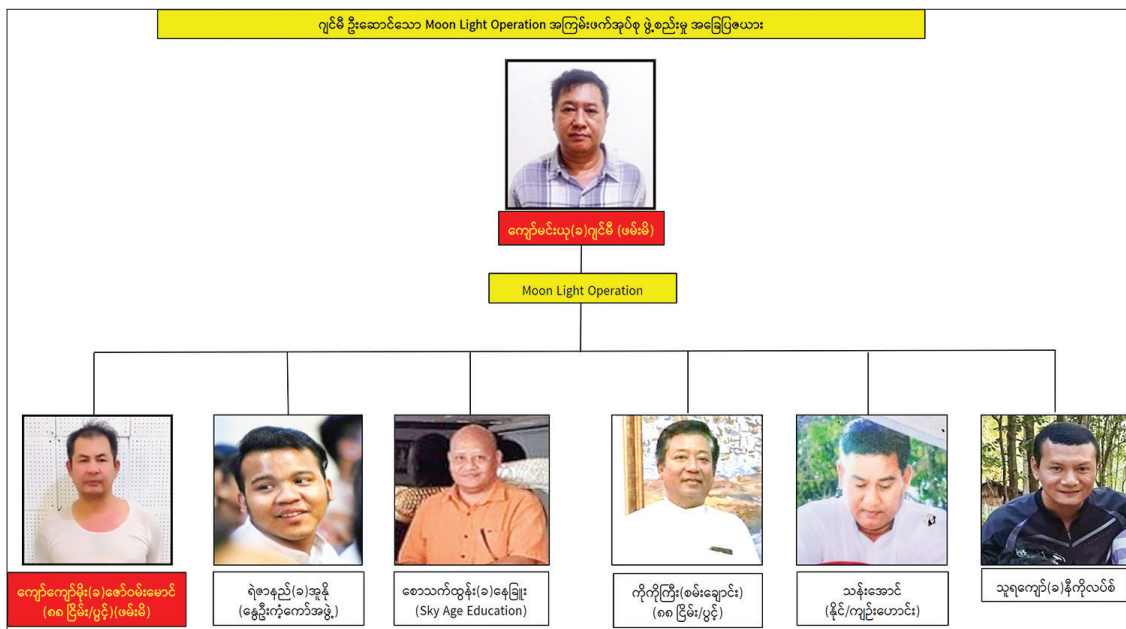 ဂျင်မီ ဦးဆောင်သော Moon Light Operation အကြမ်းဖက်အုပ်စု ဖွဲ့စည်းမှု အခြေပြဇယား
ကျော်မင်းယု(ခ)ဂျင်မီ (ဖမ်းမိ)
Moon Light Operation
ကျော်ကျော်မိုး(ခ)ဇော်ဝမ်းမောင်
(၈၈ ငြိမ်း/ပွင့်)(ဖမ်းမိ)
ရဲဇာနည်(ခ)အူနို
(နွေဦးကံ့ကော်အဖွဲ့)
စောသက်ထွန်း(ခ)နေခြူး
(Sky Age Education)
ကိုကိုကြီး(စမ်းချောင်း)
(၈၈ ငြိမ်း/ပွင့်)
သန်းအောင်
(နိုင်/ကျဉ်းဟောင်း)
သူရကျော်(ခ)နီကိုလပ်စ်